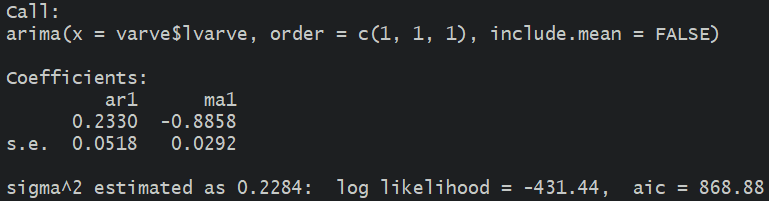 Call:
arima(x = varve$lvarve, order = c(1, 1, 1), include.mean = FALSE)
Coefficients:
ar1 ma1
0.2330 -0.8858
s.e. 0.0518 0.0292
sigma^2 estimated as 0.2284: log likelihood = -431.44, aic = 868.88